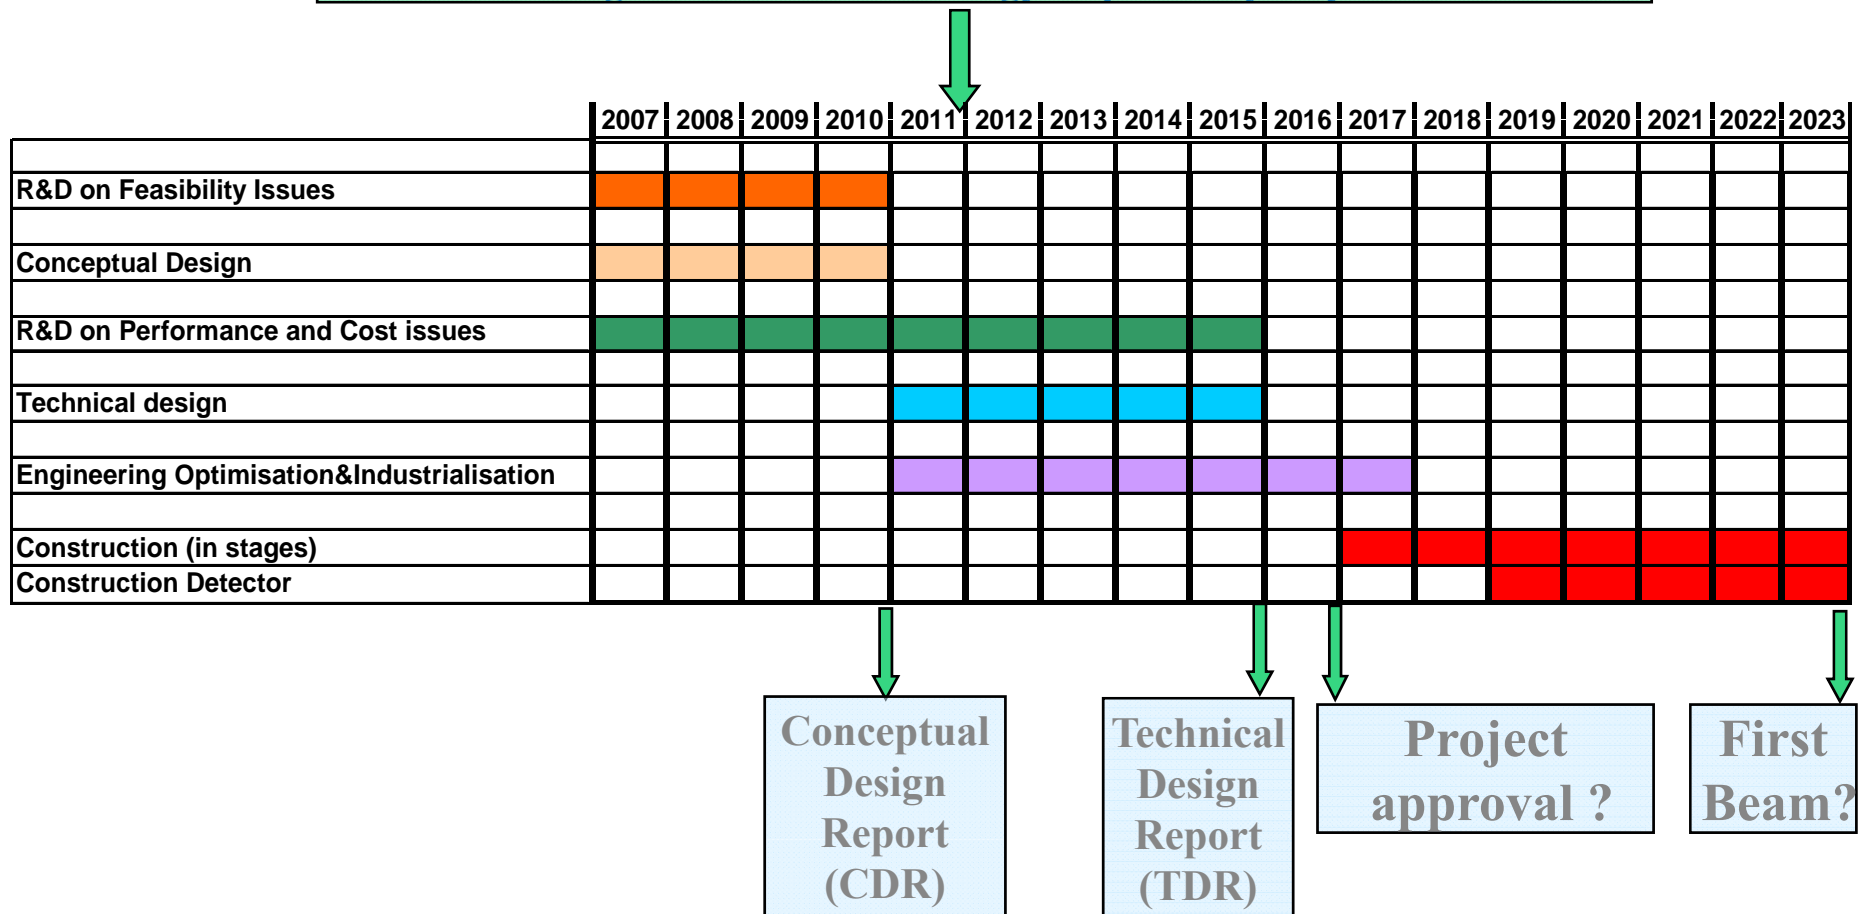 2007 2008 2009 2010 2011 2012 2013 2014 2015 2016 2017 2018 2019 2020 2021 2022 2023
R&D on Feasibility Issues
Conceptual Design
R&D on Performance and Cost issues
Technical design
Engineering Optimisation&Industrialisation
Construction (in stages)
Construction Detector
Conceptual
Design
Report
(CDR)
Technical
Design
Report
(TDR)
Project
approval ?
First
Beam?